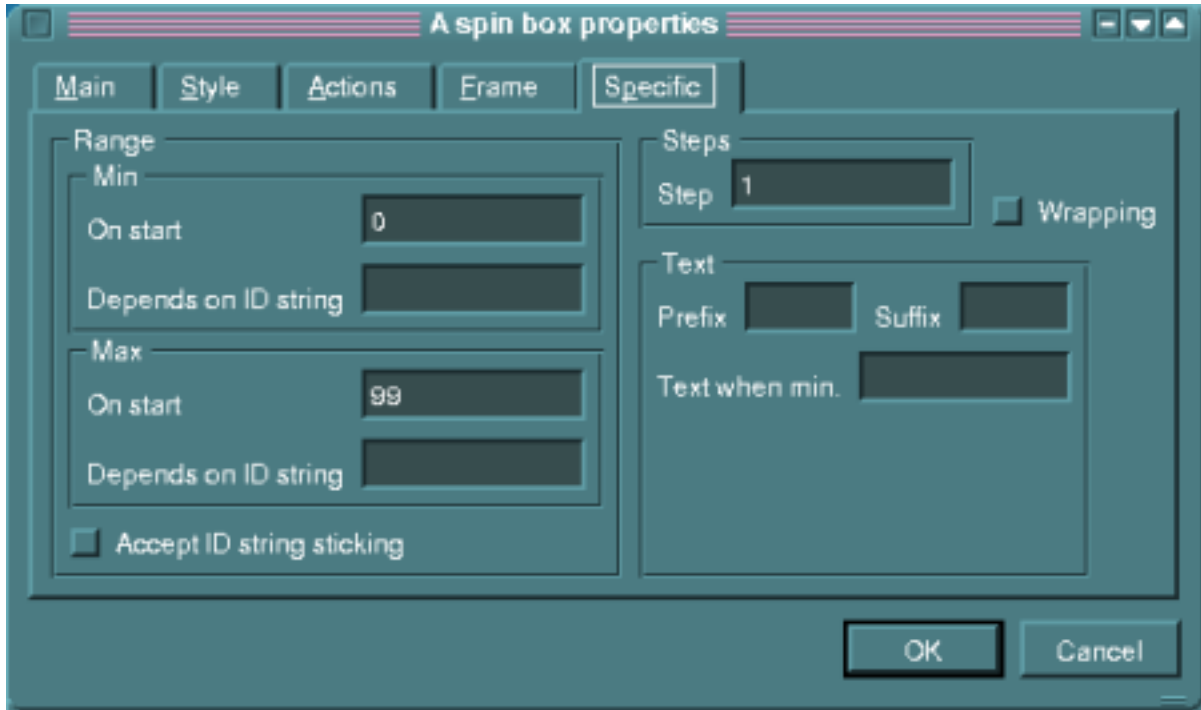 A spin box properties
Main Style Actions Frame Specific
Range
Min
On start 0
Depends on ID string
Max
On start 99
Depends on ID string
Accept ID string sticking
Steps
Step 1
Wrapping
Text
Prefix Suffix
Text when min.
OK Cancel